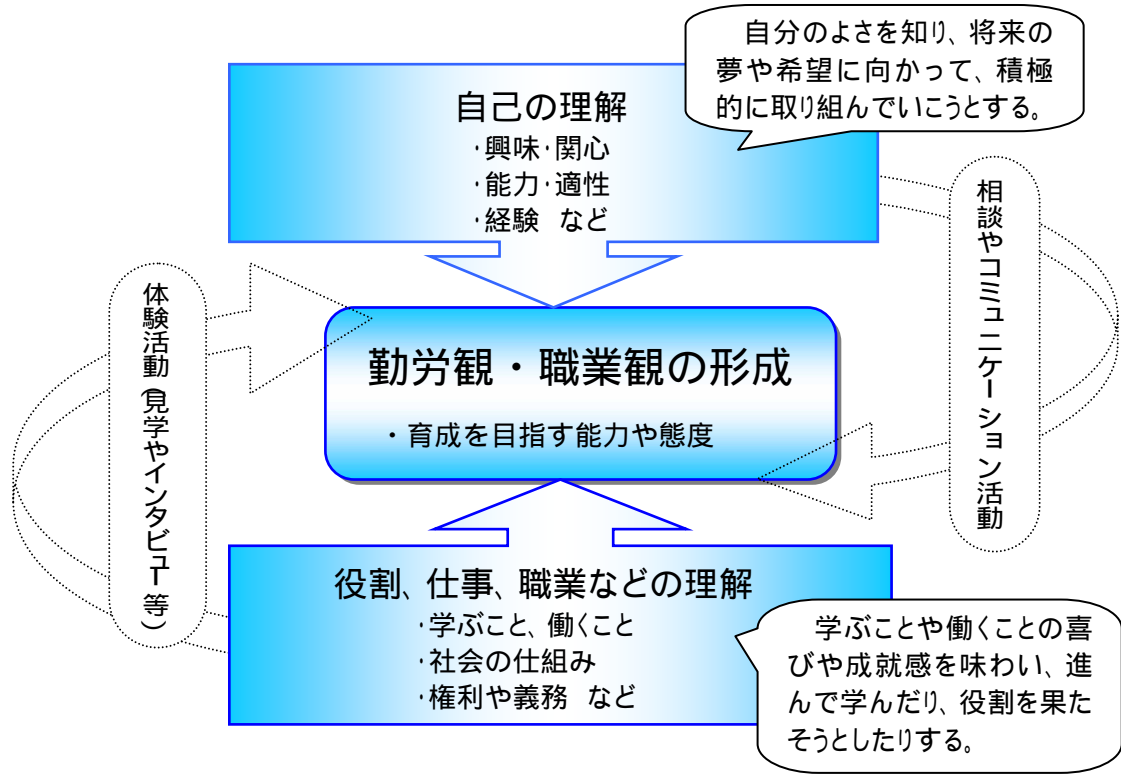 自分のよさを知り、将来の
夢や希望に向かって、積極
的に取り組んでいこうとする。
自己の理解
・興味・関心
・能力・適性
・経験 など
相談やコミュニケーション活動
体験活動(見学やインタビュー等)
勤労観・職業観の形成
・育成を目指す能力や態度
役割、仕事、職業などの理解
・学ぶこと、働くこと
・社会の仕組み
・権利や義務 など
学ぶことや働くことの喜
びや成就感を味わい、進
んで学んだり、役割を果た
そうとしたりする。